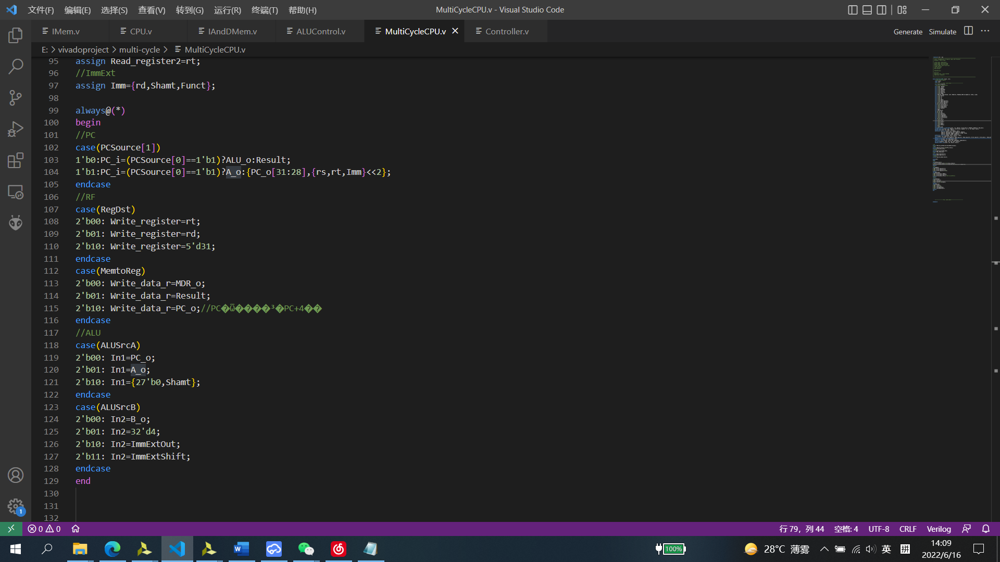 文件(F) 编辑(E) 选择(S) 查看(V) 转到(G) 运行(R) 终端(T) 帮助(H) MultiCycleCPU.v - Visual Studio Code
IMem.v CPU.v IAndDMem.v ALUControl.v MultiCycleCPU.v Controller.v Generate Simulate
E: > vivadoproject > multi-cycle > MultiCycleCPU.v
95 assign Read_register2=rt;
96 //ImmExt
97 assign Imm={rd,Shamt,Funct};
98
99 always@(*)
100 begin
101 //PC
102 case(PCSource[1])
103 1'b0:PC_i=(PCSource[0]==1'b1)?ALU_o:Result;
104 1'b1:PC_i=(PCSource[0]==1'b1)?A_o:{PC_o[31:28],{rs,rt,Imm}<<2};
105 endcase
106 //RF
107 case(RegDst)
108 2'b00: Write_register=rt;
109 2'b01: Write_register=rd;
110 2'b10: Write_register=5'd31;
111 endcase
112 case(MemtoReg)
113 2'b00: Write_data_r=MDR_o;
114 2'b01: Write_data_r=Result;
115 2'b10: Write_data_r=PC_o;//PC����³�PC+4��
116 endcase
117 //ALU
118 case(ALUSrcA)
119 2'b00: In1=PC_o;
120 2'b01: In1=A_o;
121 2'b10: In1={27'b0,Shamt};
122 endcase
123 case(ALUSrcB)
124 2'b00: In2=B_o;
125 2'b01: In2=32'd4;
126 2'b10: In2=ImmExtOut;
127 2'b11: In2=ImmExtShift;
128 endcase
129 end
130
131
132
1
0 0 行 79，列 44 空格: 4 UTF-8 CRLF Verilog
100% 28°C 薄雾 英 拼 14:09
2022/6/16